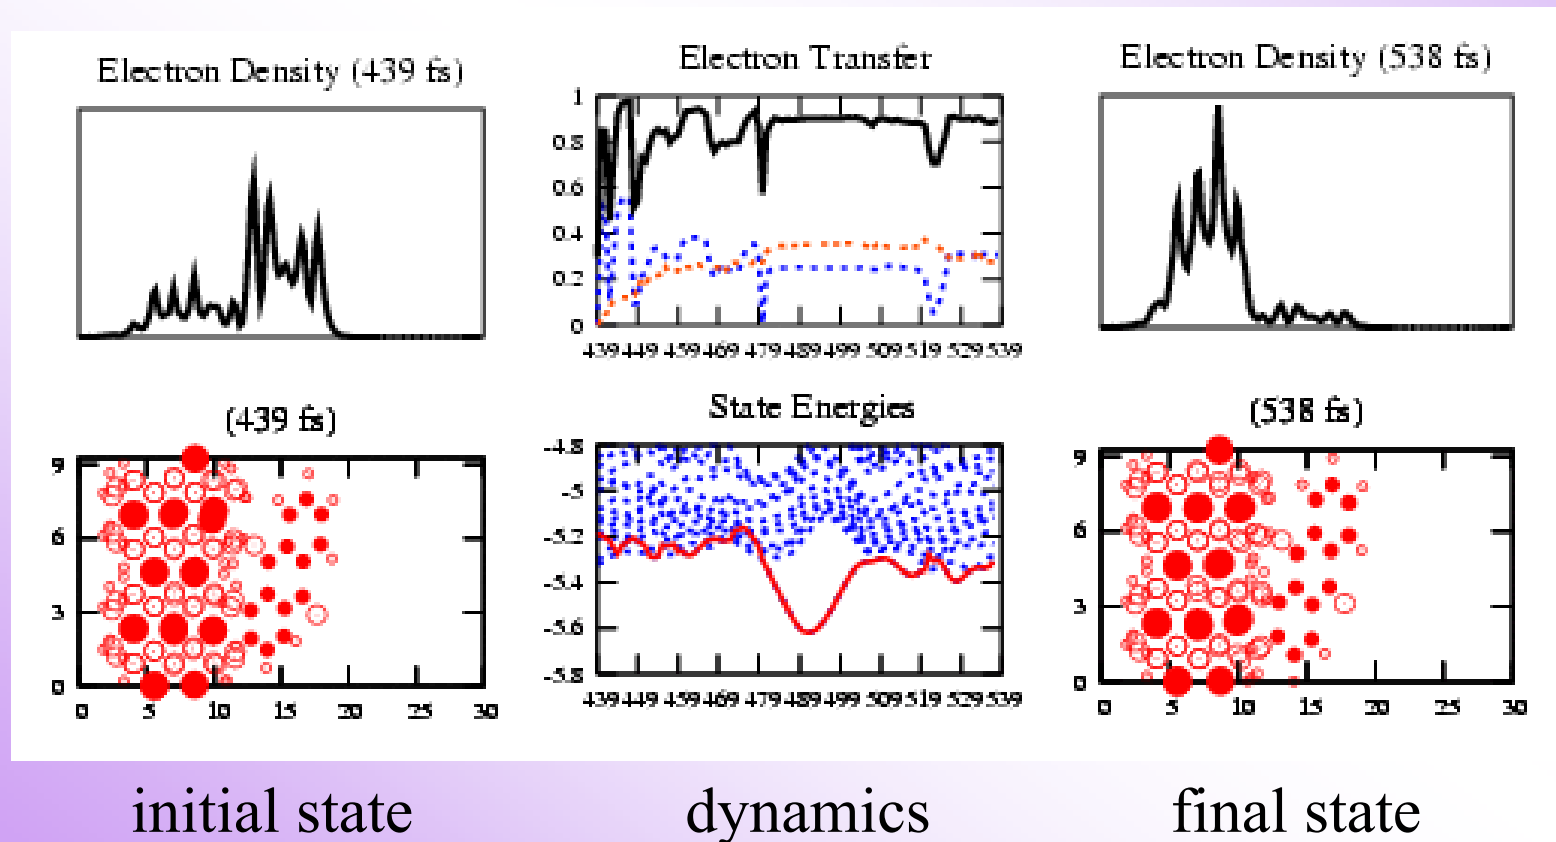 Electron Density (439 fs)
Electron Transfer
Electron Density (538 fs)
1
0.8
0.6
0.4
0.2
0
439 449 459 469 479 489 499 509 519 529 539
(439 fs)
State Energies
(538 fs)
9
6
3
0
0 5 10 15 20 25 30
-4.8
-5
-5.2
-5.4
-5.6
-5.8
439 449 459 469 479 489 499 509 519 529 539
9
6
3
0
0 5 10 15 20 25 30
initial state
dynamics
final state